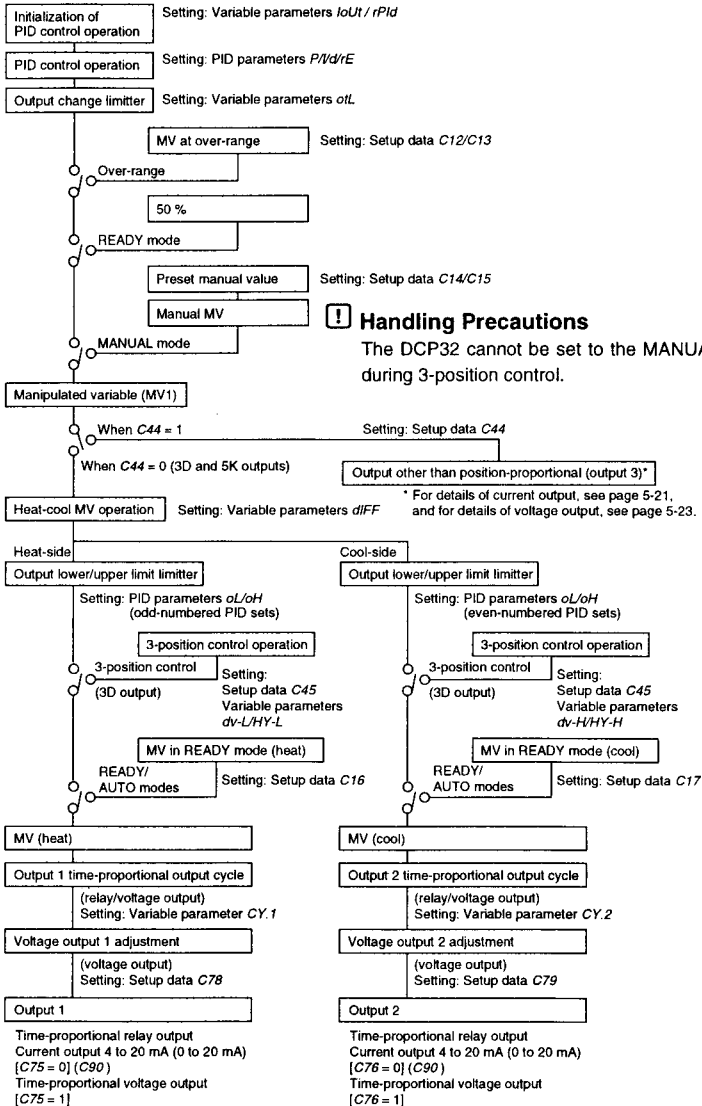 Initialization of
PID control operation
Setting: Variable parameters IoUt / rPId
PID control operation
Setting: PID parameters P/I/d/rE
Output change limitter
Setting: Variable parameters otL
MV at over-range
Setting: Setup data C12/C13
Over-range
50 %
READY mode
Preset manual value
Setting: Setup data C14/C15
Manual MV
! Handling Precautions
The DCP32 cannot be set to the MANUA
during 3-position control.
MANUAL mode
Manipulated variable (MV1)
When C44 = 1
Setting: Setup data C44
When C44 = 0 (3D and 5K outputs)
Output other than position-proportional (output 3)*
* For details of current output, see page 5-21,
and for details of voltage output, see page 5-23.
Heat-cool MV operation
Setting: Variable parameters dIFF
Heat-side
Output lower/upper limit limitter
Setting: PID parameters oL/oH
(odd-numbered PID sets)
3-position control operation
3-position control
(3D output)
Setting:
Setup data C45
Variable parameters
dv-L/HY-L
MV in READY mode (heat)
READY/
AUTO modes
Setting: Setup data C16
MV (heat)
Output 1 time-proportional output cycle
(relay/voltage output)
Setting: Variable parameter CY.1
Voltage output 1 adjustment
(voltage output)
Setting: Setup data C78
Output 1
Time-proportional relay output
Current output 4 to 20 mA (0 to 20 mA)
[C75 = 0] (C90 )
Time-proportional voltage output
[C75 = 1]
Cool-side
Output lower/upper limit limitter
Setting: PID parameters oL/oH
(even-numbered PID sets)
3-position control operation
3-position control
(3D output)
Setting:
Setup data C45
Variable parameters
dv-H/HY-H
MV in READY mode (cool)
READY/
AUTO modes
Setting: Setup data C17
MV (cool)
Output 2 time-proportional output cycle
(relay/voltage output)
Setting: Variable parameter CY.2
Voltage output 2 adjustment
(voltage output)
Setting: Setup data C79
Output 2
Time-proportional relay output
Current output 4 to 20 mA (0 to 20 mA)
[C76 = 0] (C90 )
Time-proportional voltage output
[C76 = 1]